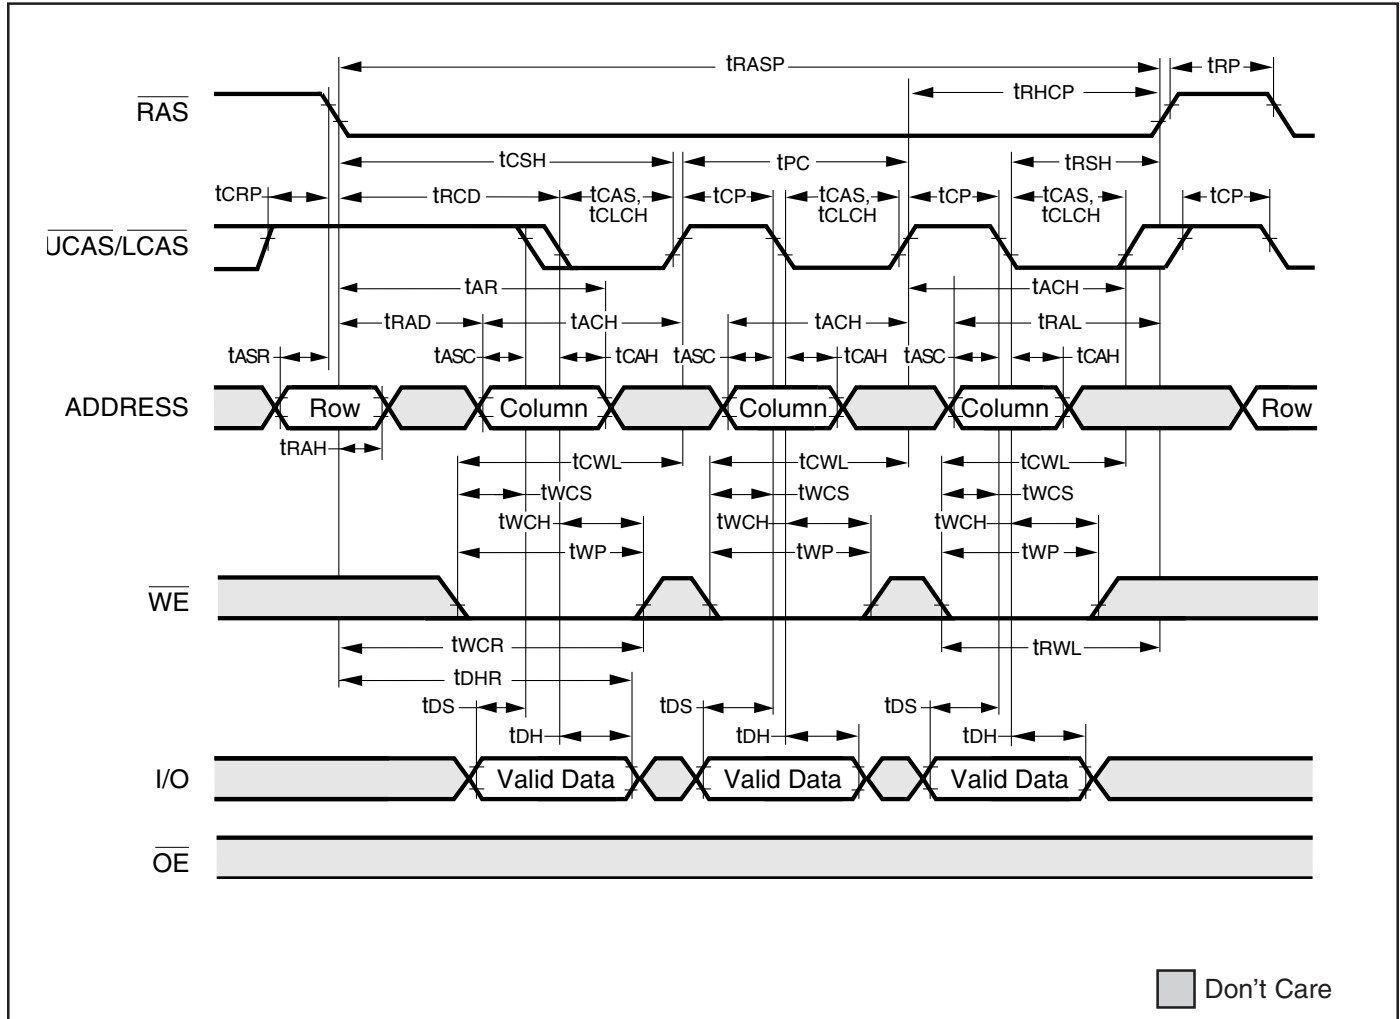 tRASP tRP
tRHCP
RAS
tCSH tPC tRSH
tCRP tRCD tCAS, tCLCH tCP tCAS, tCLCH tCP tCAS, tCLCH tCP
UCAS/LCAS
tAR tACH
tRAD tACH tACH tRAL
tASR tASC tCAH tASC tCAH tASC tCAH
ADDRESS Row Column Column Column Row
tRAH
tCWL tCWL tCWL
tWCS tWCS tWCS
tWCH tWCH tWCH
tWP tWP tWP
WE
tWCR tRWL
tDHR
tDS tDS tDS
tDH tDH tDH
I/O Valid Data Valid Data Valid Data
OE
Don't Care